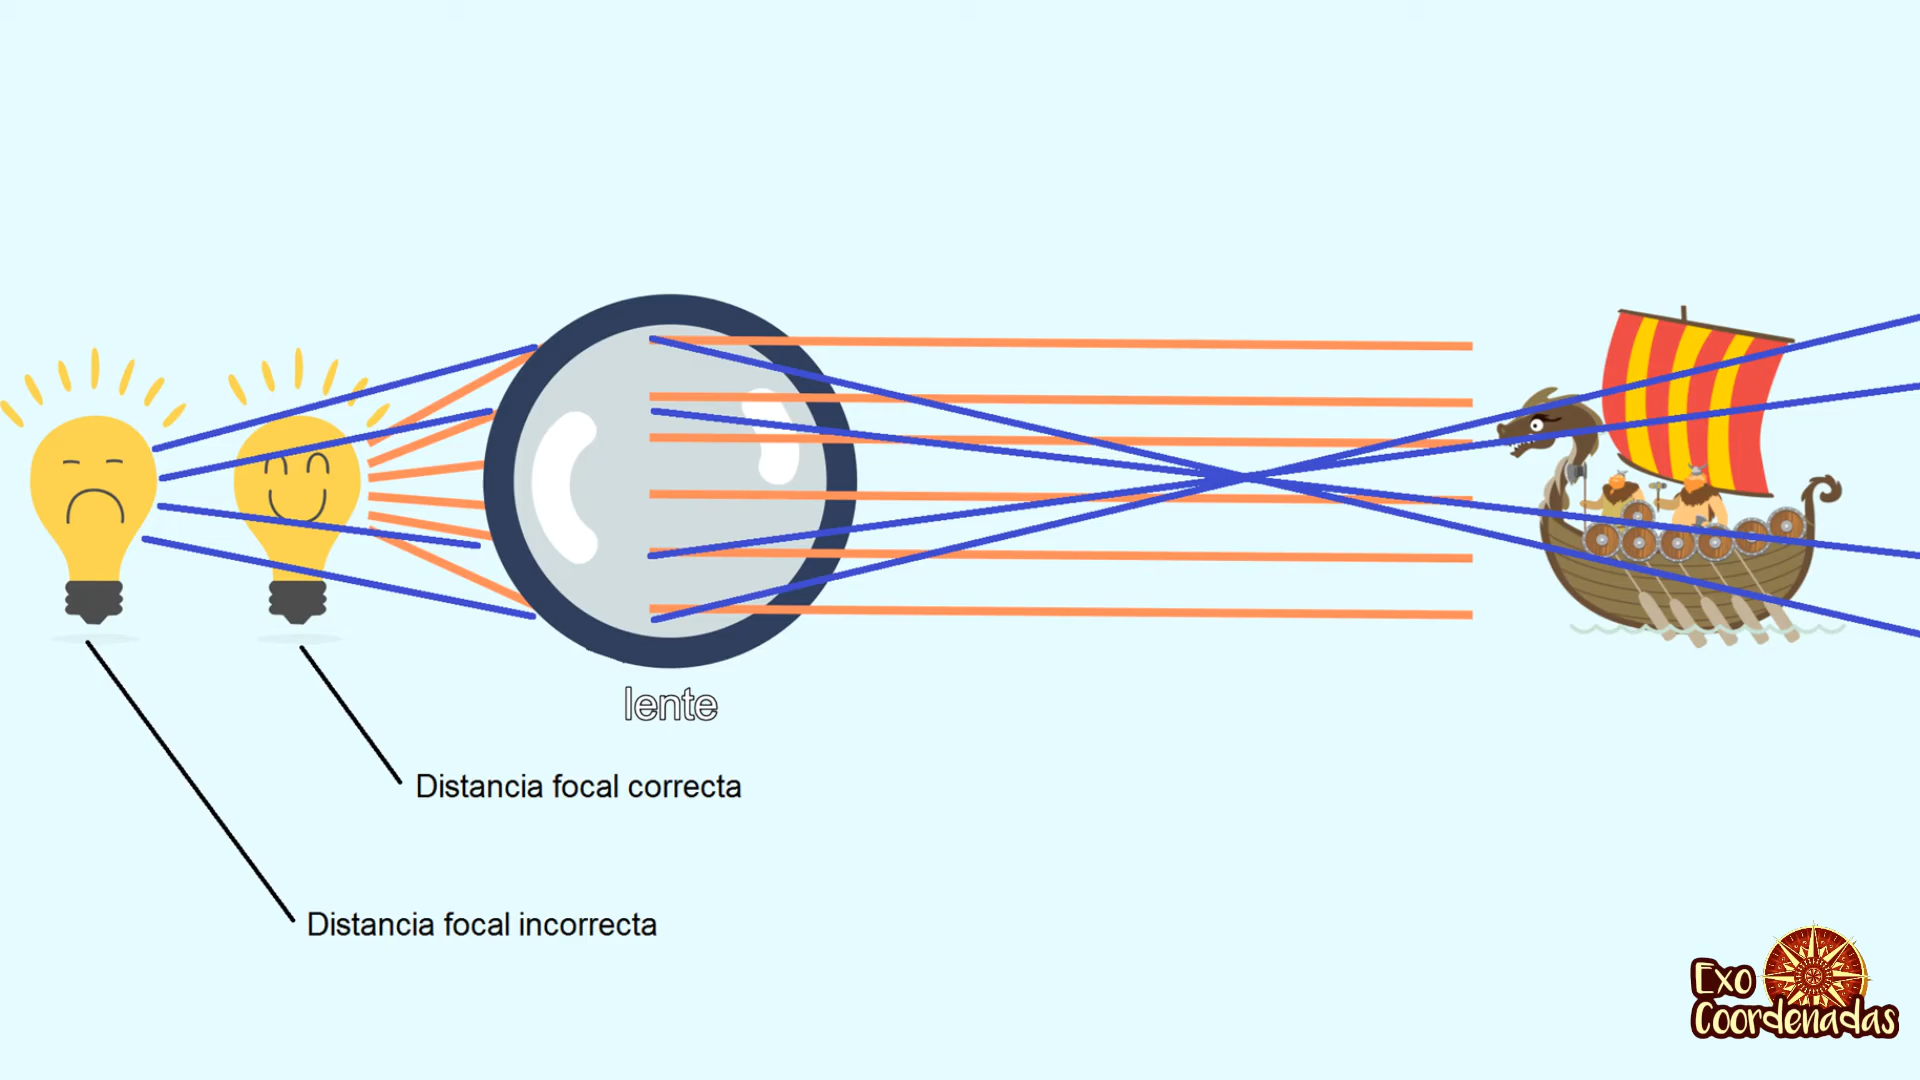 lente
Distancia focal correcta
Distancia focal incorrecta
Exo
Coordenadas